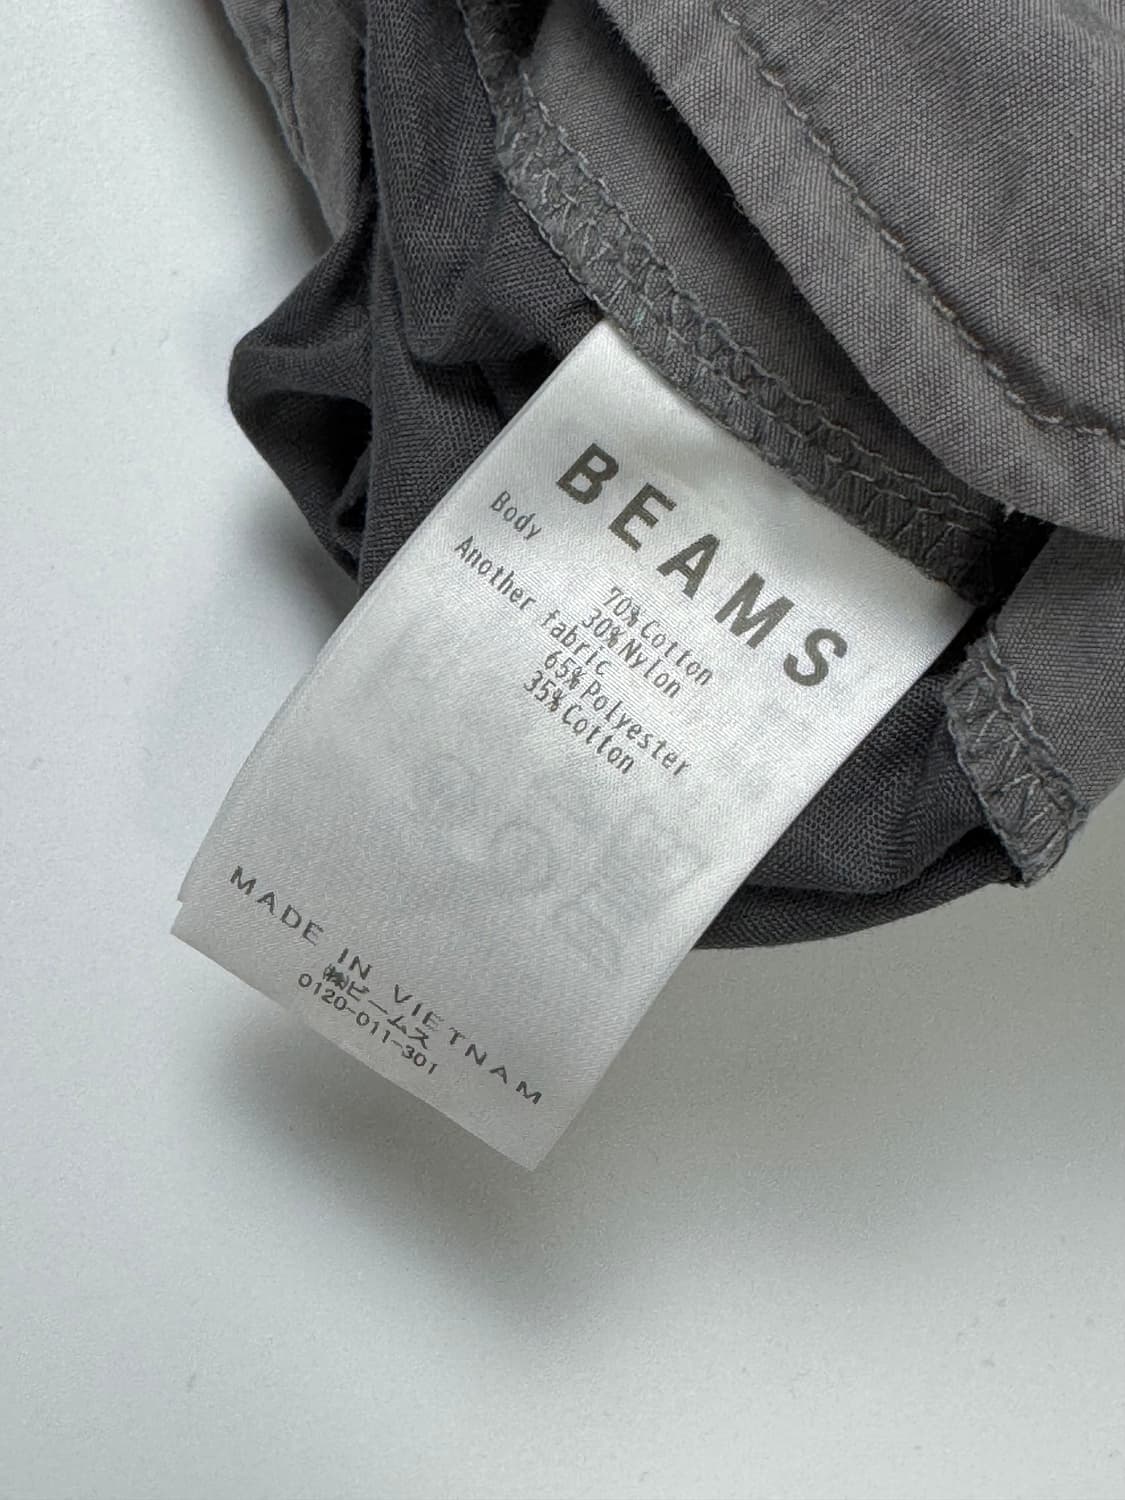 BEAMS
Body
70%Cotton
30%Nylon
Another fabric
65%Polyester
35%Cotton
MADE IN VIETNAM
㈱ビームス
0120-011-301